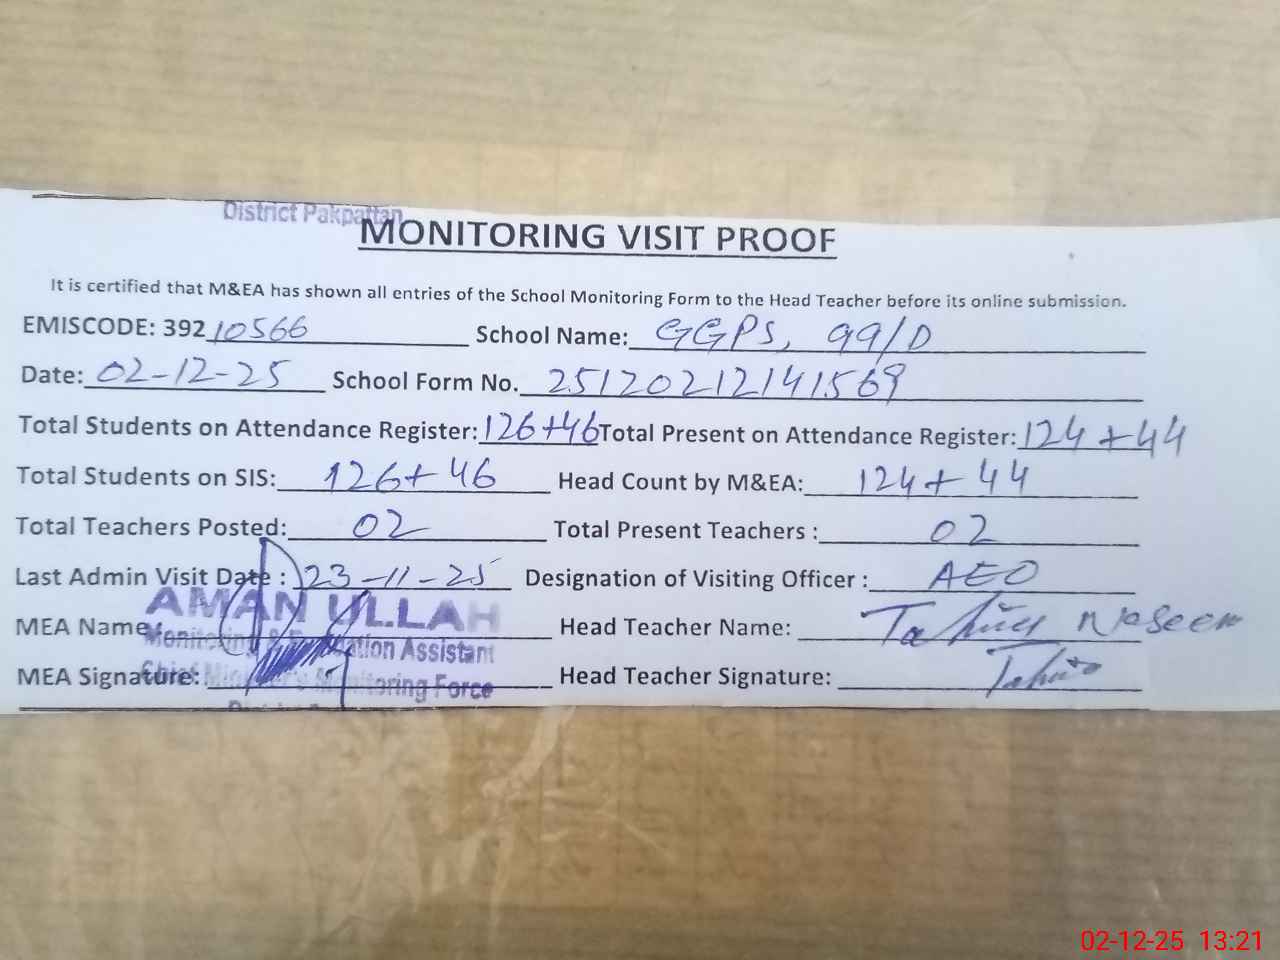 District Pakpattan
MONITORING VISIT PROOF
It is certified that M&EA has shown all entries of the School Monitoring Form to the Head Teacher before its online submission.
EMISCODE: 39210566 School Name: GGPS, 99/D
Date: 02-12-25 School Form No. 25120212141569
Total Students on Attendance Register: 126+46 Total Present on Attendance Register: 124+44
Total Students on SIS: 126+46 Head Count by M&EA: 124+44
Total Teachers Posted: 02 Total Present Teachers : 02
Last Admin Visit Date : 23-11-25 Designation of Visiting Officer : AEO
AMAN ULLAH
MEA Name: Head Teacher Name: Naseem
Monitoring & Evaluation Assistant
MEA Signature: Head Teacher Signature:
Chief Minister's Monitoring Force
02-12-25 13:21